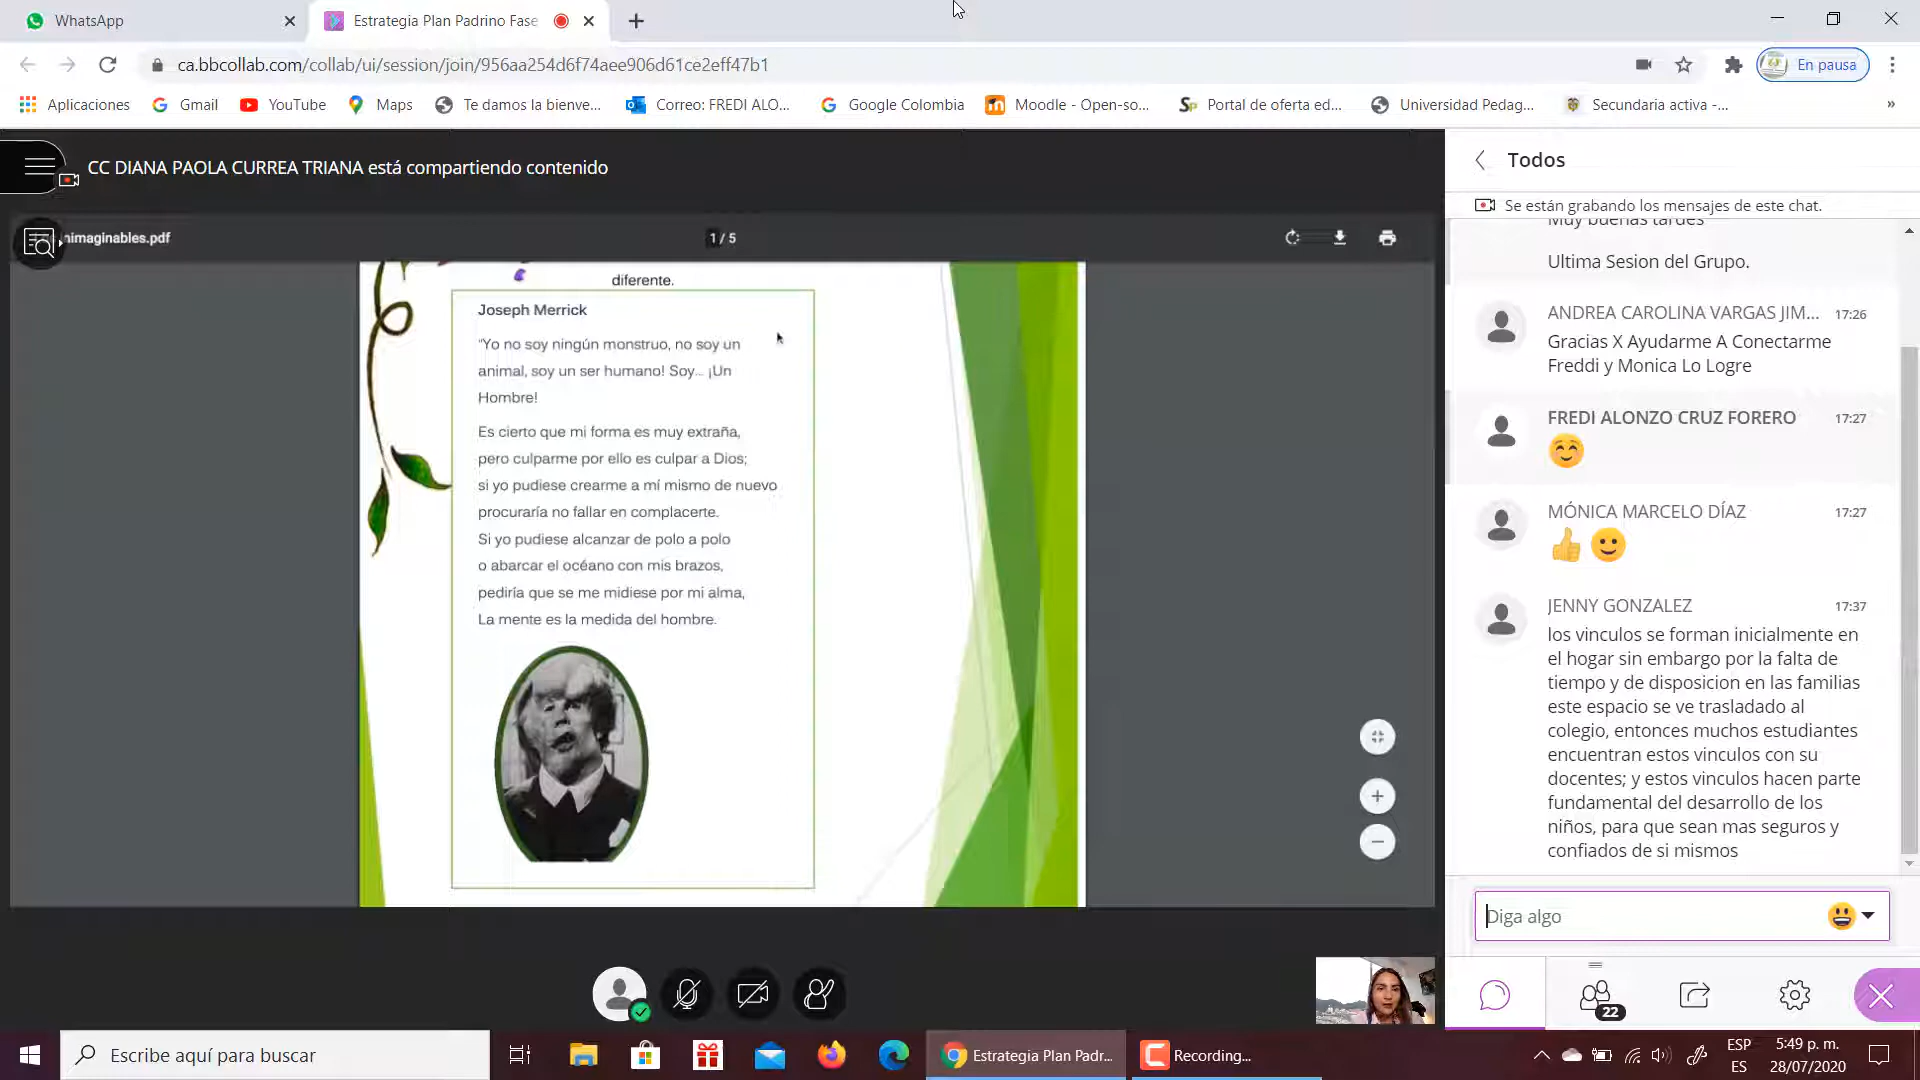 WhatsApp
Estrategia Plan Padrino Fase
ca.bbcollab.com/collab/ui/session/join/956aa254d6f74aee906d61ce2eff47b1
En pausa
Aplicaciones
Gmail
YouTube
Maps
Te damos la bienve...
Correo: FREDI ALO...
Google Colombia
Moodle - Open-so...
Portal de oferta ed...
Universidad Pedag...
Secundaria activa -...
CC DIANA PAOLA CURREA TRIANA está compartiendo contenido
nimaginables.pdf
1 / 5
diferente.
Joseph Merrick
"Yo no soy ningún monstruo, no soy un
animal, soy un ser humano! Soy... ¡Un
Hombre!
Es cierto que mi forma es muy extraña,
pero culparme por ello es culpar a Dios;
si yo pudiese crearme a mí mismo de nuevo
procuraría no fallar en complacerte.
Si yo pudiese alcanzar de polo a polo
o abarcar el océano con mis brazos,
pediría que se me midiese por mi alma,
La mente es la medida del hombre.
Todos
Se están grabando los mensajes de este chat.
Muy buenas tardes
Ultima Sesion del Grupo.
ANDREA CAROLINA VARGAS JIM... 17:26
Gracias X Ayudarme A Conectarme
Freddi y Monica Lo Logre
FREDI ALONZO CRUZ FORERO 17:27
MÓNICA MARCELO DÍAZ 17:27
JENNY GONZALEZ 17:37
los vinculos se forman inicialmente en
el hogar sin embargo por la falta de
tiempo y de disposicion en las familias
este espacio se ve trasladado al
colegio, entonces muchos estudiantes
encuentran estos vinculos con su
docentes; y estos vinculos hacen parte
fundamental del desarrollo de los
niños, para que sean mas seguros y
confiados de si mismos
Diga algo
22
Escribe aquí para buscar
Estrategia Plan Padr...
Recording...
ESP
ES
5:49 p. m.
28/07/2020